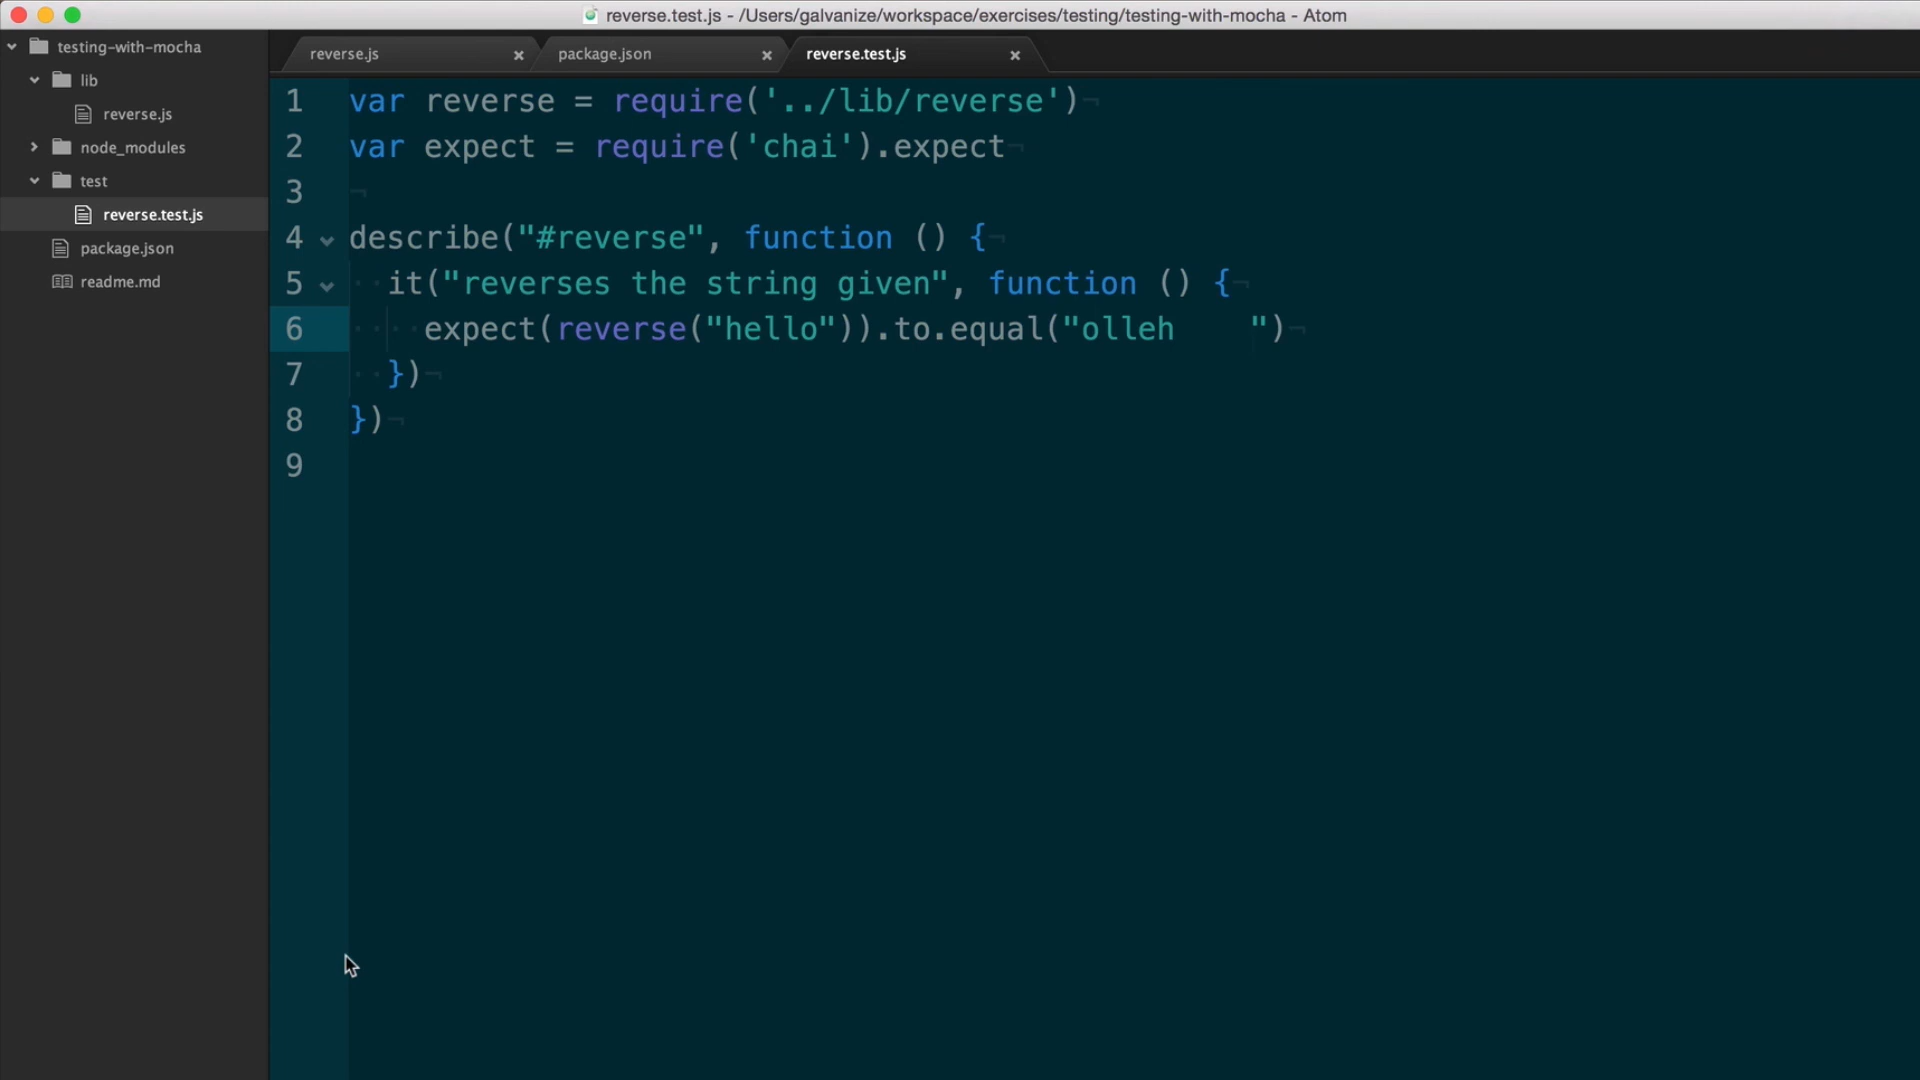 reverse.test.js - /Users/galvanize/workspace/exercises/testing/testing-with-mocha - Atom
testing-with-mocha
lib
reverse.js
node_modules
test
reverse.test.js
package.json
readme.md
reverse.js
package.json
reverse.test.js
1 var reverse = require('../lib/reverse')¬
2 var expect = require('chai').expect¬
3 ¬
4 describe("#reverse", function () {¬
5 ··it("reverses the string given", function () {¬
6 ····expect(reverse("hello")).to.equal("olleh    ")¬
7 ··})¬
8 })¬
9